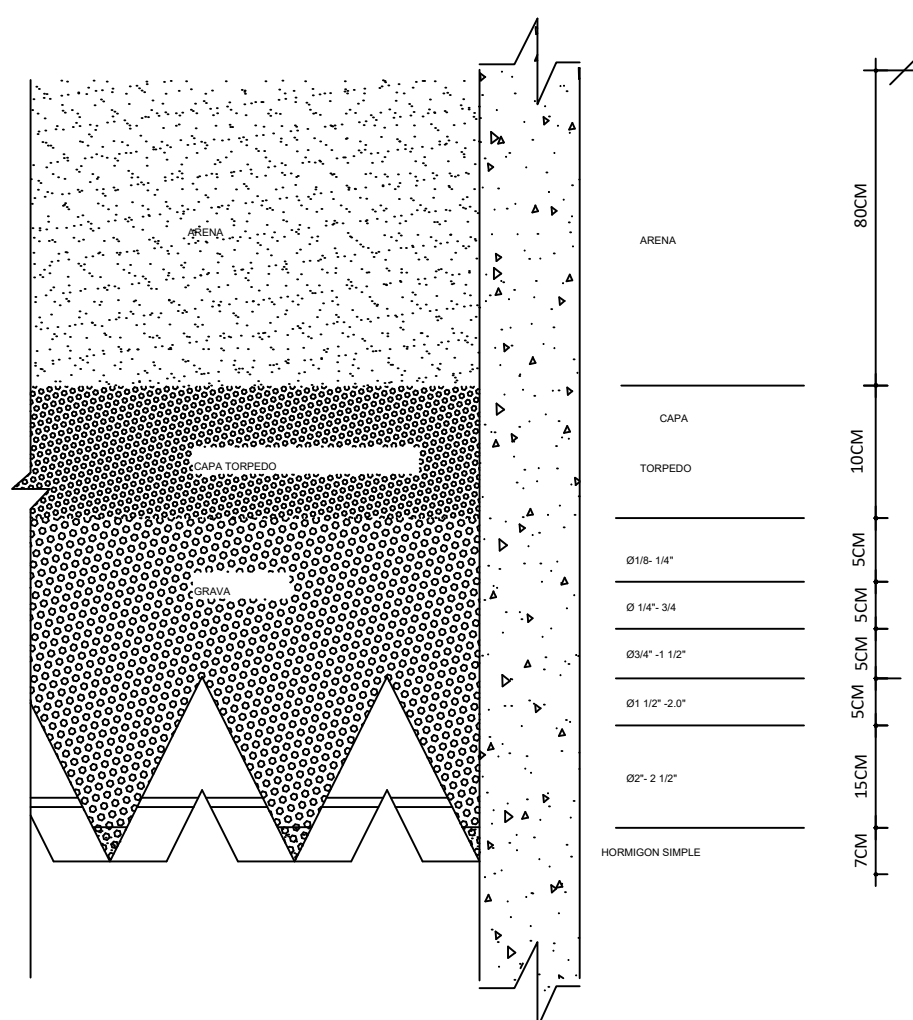 ARENA
ARENA
80CM
CAPA
CAPA TORPEDO
TORPEDO
10CM
Ø1/8- 1/4"
5CM
GRAVA
Ø 1/4"- 3/4
5CM
Ø3/4" -1 1/2"
5CM
Ø1 1/2" -2.0"
5CM
Ø2"- 2 1/2"
15CM
HORMIGON SIMPLE
7CM